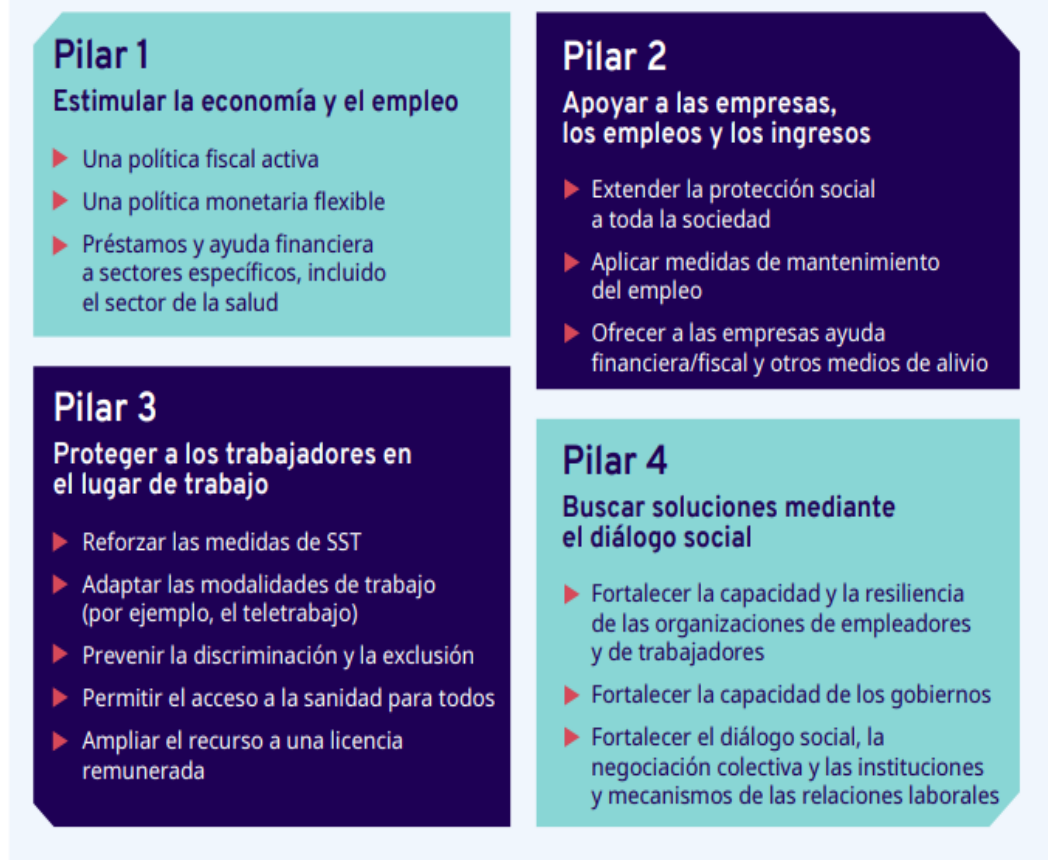 Pilar 1
Estimular la economía y el empleo
Una política fiscal activa
Una política monetaria flexible
Préstamos y ayuda financiera
a sectores específicos, incluido
el sector de la salud
Pilar 2
Apoyar a las empresas,
los empleos y los ingresos
Extender la protección social
a toda la sociedad
Aplicar medidas de mantenimiento
del empleo
Ofrecer a las empresas ayuda
financiera/fiscal y otros medios de alivio
Pilar 3
Proteger a los trabajadores en
el lugar de trabajo
Reforzar las medidas de SST
Adaptar las modalidades de trabajo
(por ejemplo, el teletrabajo)
Prevenir la discriminación y la exclusión
Permitir el acceso a la sanidad para todos
Ampliar el recurso a una licencia
remunerada
Pilar 4
Buscar soluciones mediante
el diálogo social
Fortalecer la capacidad y la resiliencia
de las organizaciones de empleadores
y de trabajadores
Fortalecer la capacidad de los gobiernos
Fortalecer el diálogo social, la
negociación colectiva y las instituciones
y mecanismos de las relaciones laborales